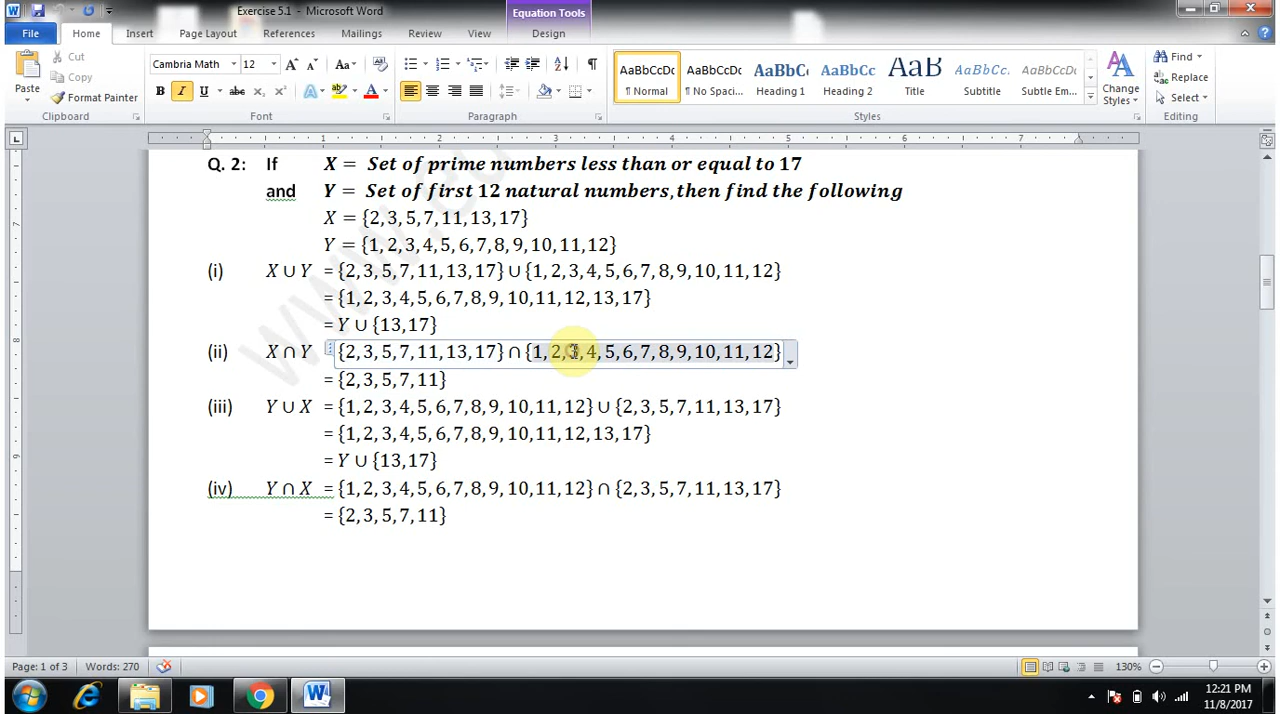 Exercise 5.1 - Microsoft Word
Equation Tools
File Home Insert Page Layout References Mailings Review View Design
Paste
Cut
Copy
Format Painter
Clipboard
Cambria Math 12
Font
Paragraph
AaBbCcDc AaBbCcDc AaBbC AaBbCc AaB AaBbCcL AaBbCcDc
¶ Normal ¶ No Spaci... Heading 1 Heading 2 Title Subtitle Subtle Em...
Styles
Change Styles
Find
Replace
Select
Editing
Q. 2: If X = Set of prime numbers less than or equal to 17
and Y = Set of first 12 natural numbers, then find the following
X = {2, 3, 5, 7, 11, 13, 17}
Y = {1, 2, 3, 4, 5, 6, 7, 8, 9, 10, 11, 12}
(i) X ∪ Y = {2, 3, 5, 7, 11, 13, 17} ∪ {1, 2, 3, 4, 5, 6, 7, 8, 9, 10, 11, 12}
= {1, 2, 3, 4, 5, 6, 7, 8, 9, 10, 11, 12, 13, 17}
= Y ∪ {13, 17}
(ii) X ∩ Y = {2, 3, 5, 7, 11, 13, 17} ∩ {1, 2, 3, 4, 5, 6, 7, 8, 9, 10, 11, 12}
= {2, 3, 5, 7, 11}
(iii) Y ∪ X = {1, 2, 3, 4, 5, 6, 7, 8, 9, 10, 11, 12} ∪ {2, 3, 5, 7, 11, 13, 17}
= {1, 2, 3, 4, 5, 6, 7, 8, 9, 10, 11, 12, 13, 17}
= Y ∪ {13, 17}
(iv) Y ∩ X = {1, 2, 3, 4, 5, 6, 7, 8, 9, 10, 11, 12} ∩ {2, 3, 5, 7, 11, 13, 17}
= {2, 3, 5, 7, 11}
www.
Page: 1 of 3 Words: 270 130%
12:21 PM
11/8/2017